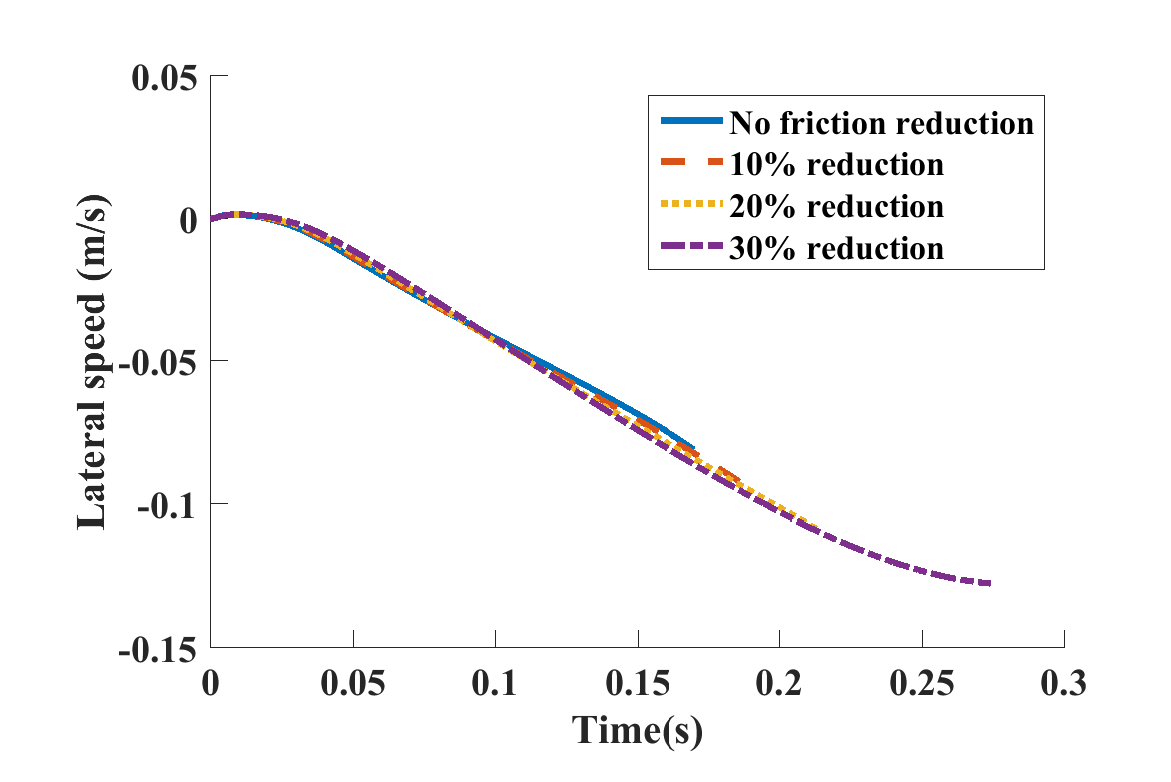 0.05
0
-0.05
-0.1
-0.15
Lateral speed (m/s)
No friction reduction
10% reduction
20% reduction
30% reduction
0 0.05 0.1 0.15 0.2 0.25 0.3
Time(s)